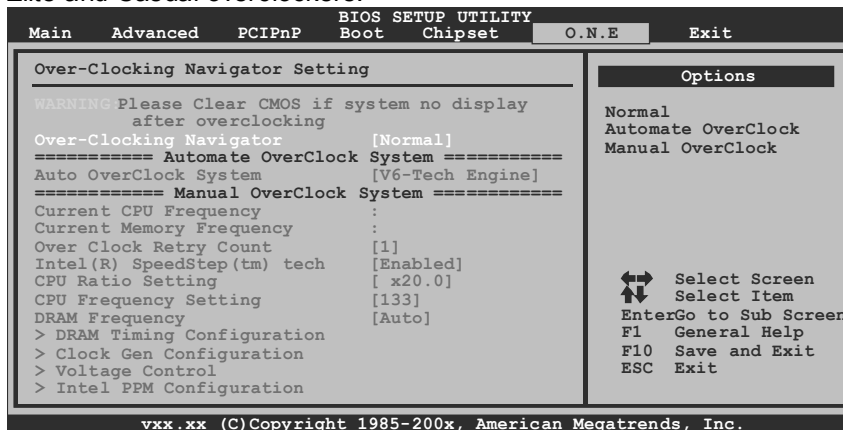 Elite and Casual overclockers.
BIOS SETUP UTILITY
Main Advanced PCIPnP Boot Chipset O.N.E Exit
Over-Clocking Navigator Setting
WARNING:Please Clear CMOS if system no display
after overclocking
Over-Clocking Navigator [Normal]
=========== Automate OverClock System ===========
Auto OverClock System [V6-Tech Engine]
============ Manual OverClock System ============
Current CPU Frequency :
Current Memory Frequency :
Over Clock Retry Count [1]
Intel(R) SpeedStep(tm) tech [Enabled]
CPU Ratio Setting [ x20.0]
CPU Frequency Setting [133]
DRAM Frequency [Auto]
> DRAM Timing Configuration
> Clock Gen Configuration
> Voltage Control
> Intel PPM Configuration
Options
Normal
Automate OverClock
Manual OverClock
Select Screen
Select Item
EnterGo to Sub Screen
F1 General Help
F10 Save and Exit
ESC Exit
vxx.xx (C)Copyright 1985-200x, American Megatrends, Inc.